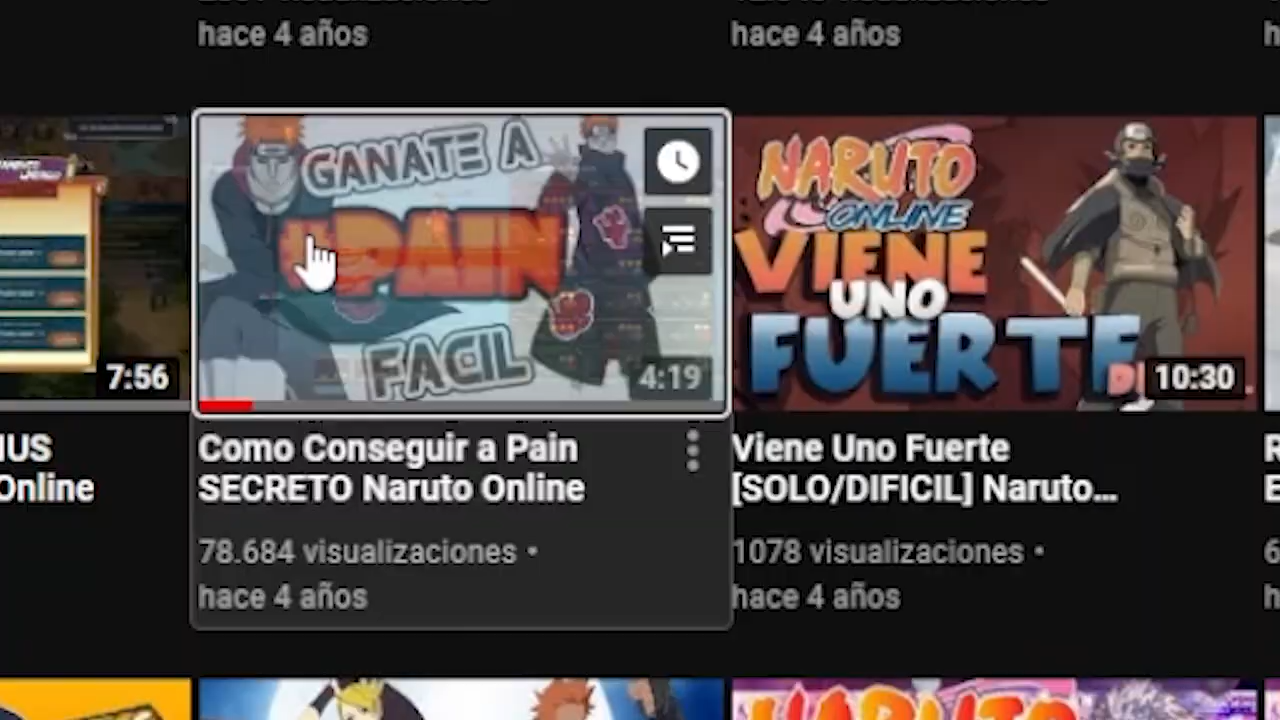 hace 4 años
hace 4 años
GANATE A
#PAIN
FACIL
7:56
4:19
NARUTO
ONLINE
VIENE
UNO
FUERTE
10:30
Como Conseguir a Pain
SECRETO Naruto Online
78.684 visualizaciones •
hace 4 años
Viene Uno Fuerte
[SOLO/DIFICIL] Naruto...
1078 visualizaciones •
hace 4 años
Online
NARUTO